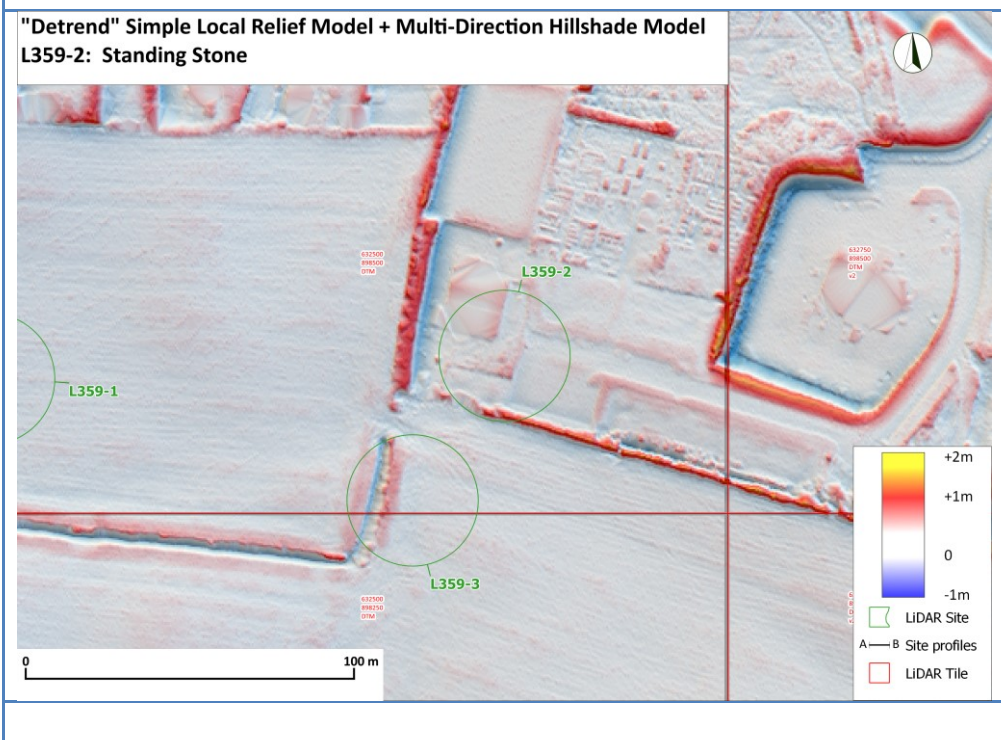 "Detrend" Simple Local Relief Model + Multi-Direction Hillshade Model
L359-2: Standing Stone
632500
898500
DTM
632750
898500
DTM
v2
L359-2
L359-1
L359-3
632500
898250
DTM
+2m
+1m
0
-1m
LiDAR Site
A B Site profiles
LiDAR Tile
0 100 m